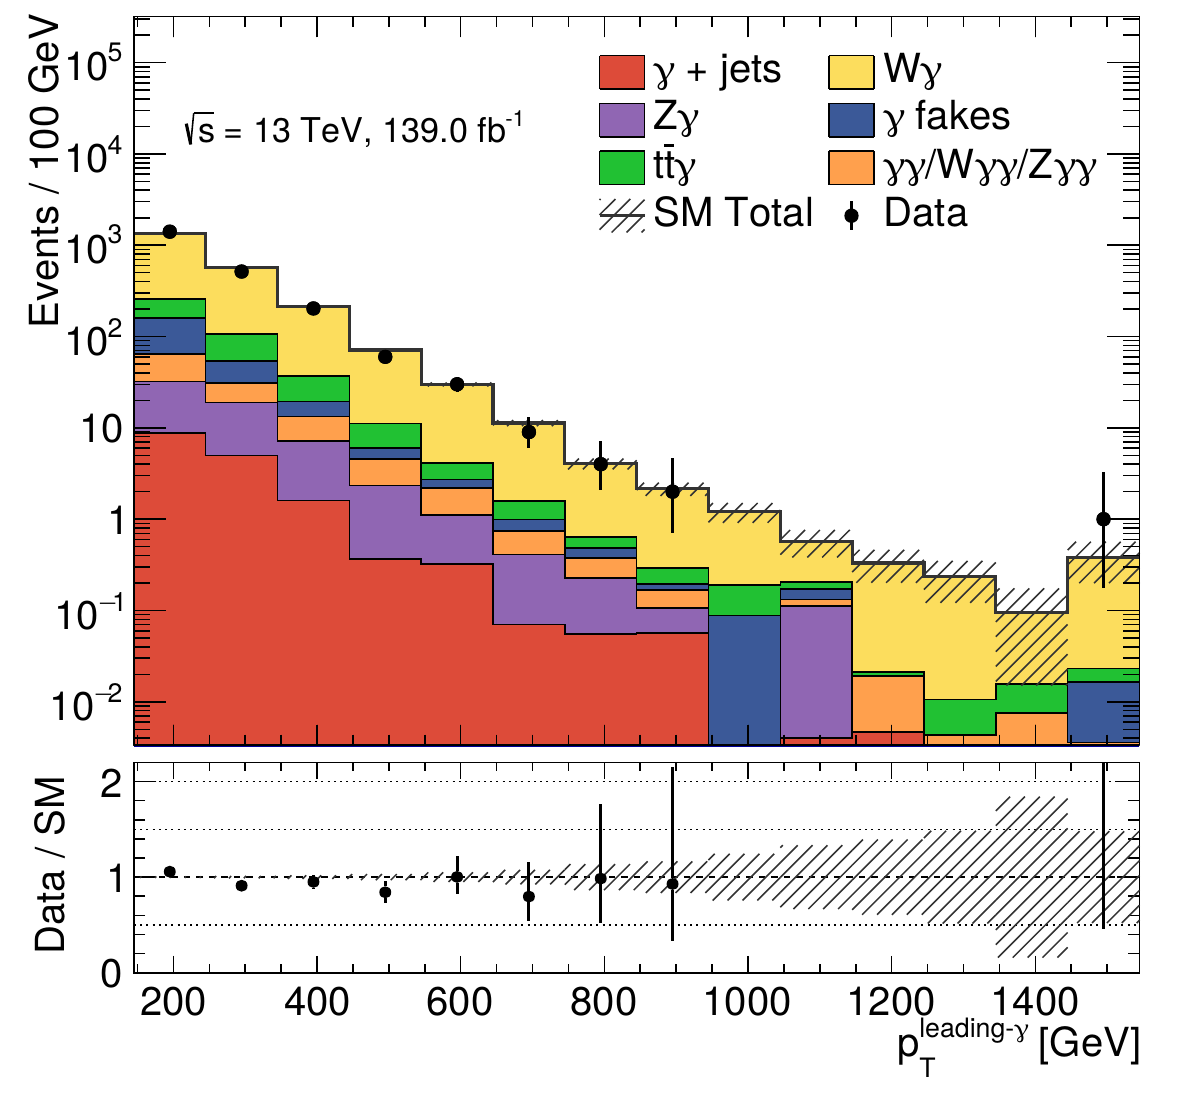 Events / 100 GeV
10⁵
10⁴
10³
10²
10
1
10⁻¹
10⁻²
√s = 13 TeV, 139.0 fb⁻¹
γ + jets
Wγ
Zγ
γ fakes
tt̄γ
γγ/Wγγ/Zγγ
SM Total
Data
Data / SM
2
1
0
200 400 600 800 1000 1200 1400
p_T^leading-γ [GeV]